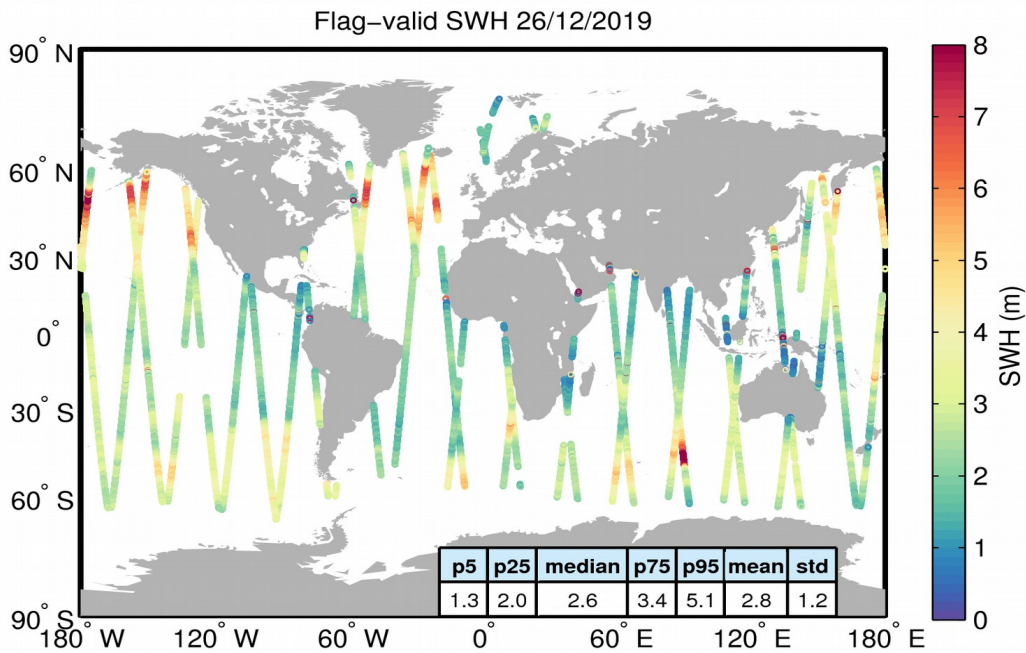 Flag−valid SWH 26/12/2019
90° N
60° N
30° N
0°
30° S
60° S
90° S
180° W
120° W
60° W
0°
60° E
120° E
180° E
8
7
6
5
4
3
2
1
0
SWH (m)
p5 p25 median p75 p95 mean std
1.3 2.0 2.6 3.4 5.1 2.8 1.2